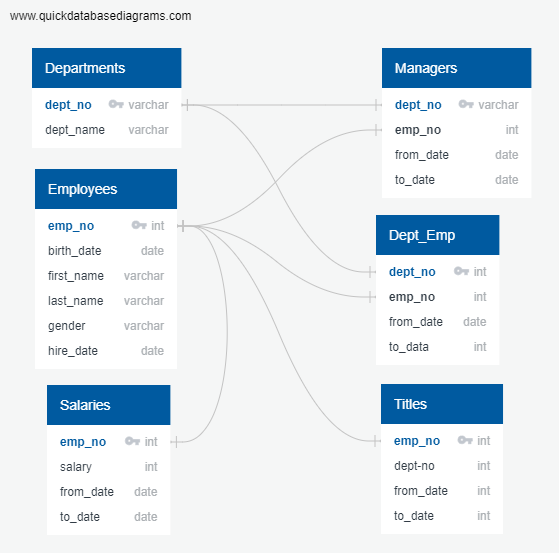 www.quickdatabasediagrams.com
Departments
dept_no varchar
dept_name varchar
Employees
emp_no int
birth_date date
first_name varchar
last_name varchar
gender varchar
hire_date date
Salaries
emp_no int
salary int
from_date date
to_date date
Managers
dept_no varchar
emp_no int
from_date date
to_date date
Dept_Emp
dept_no int
emp_no int
from_date date
to_data int
Titles
emp_no int
dept-no int
from_date int
to_date int